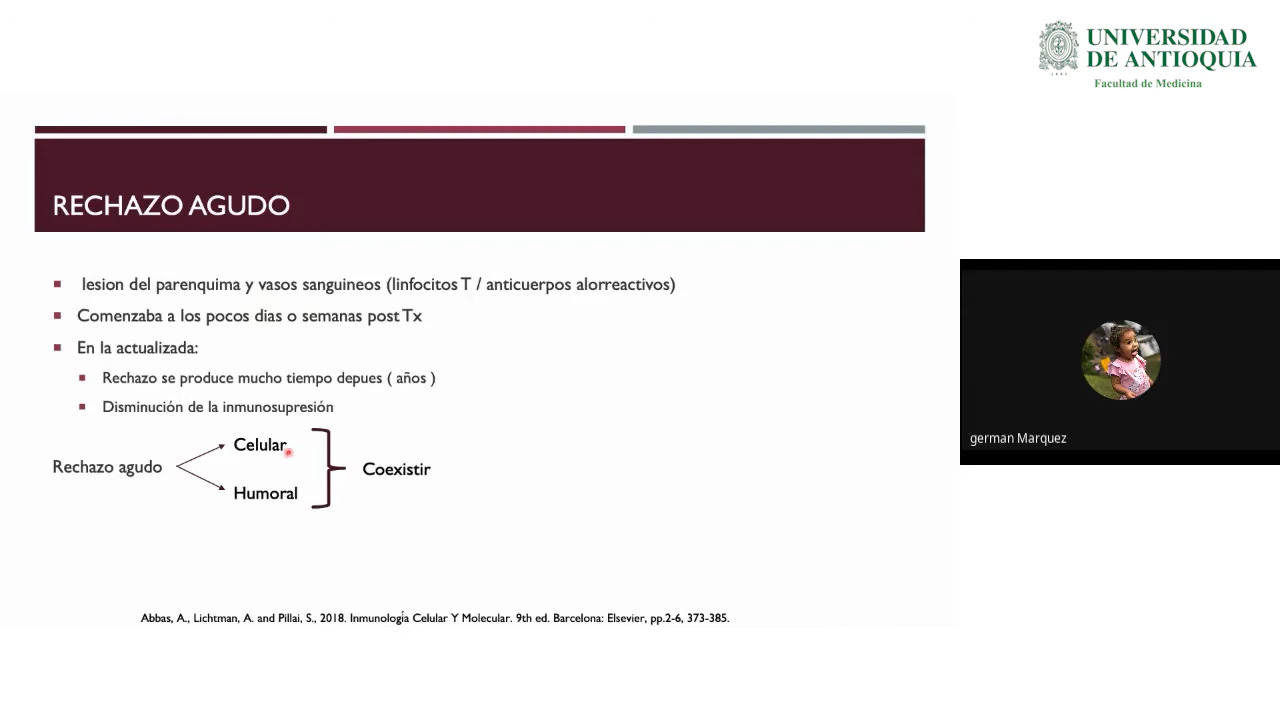 UNIVERSIDAD
DE ANTIOQUIA
1803
Facultad de Medicina
RECHAZO AGUDO
lesion del parenquima y vasos sanguineos (linfocitos T / anticuerpos alorreactivos)
Comenzaba a los pocos dias o semanas post Tx
En la actualizada:
Rechazo se produce mucho tiempo depues ( años )
Disminución de la inmunosupresión
Celular
Rechazo agudo
Coexistir
Humoral
german Marquez
Abbas, A., Lichtman, A. and Pillai, S., 2018. Inmunología Celular Y Molecular. 9th ed. Barcelona: Elsevier, pp.2-6, 373-385.